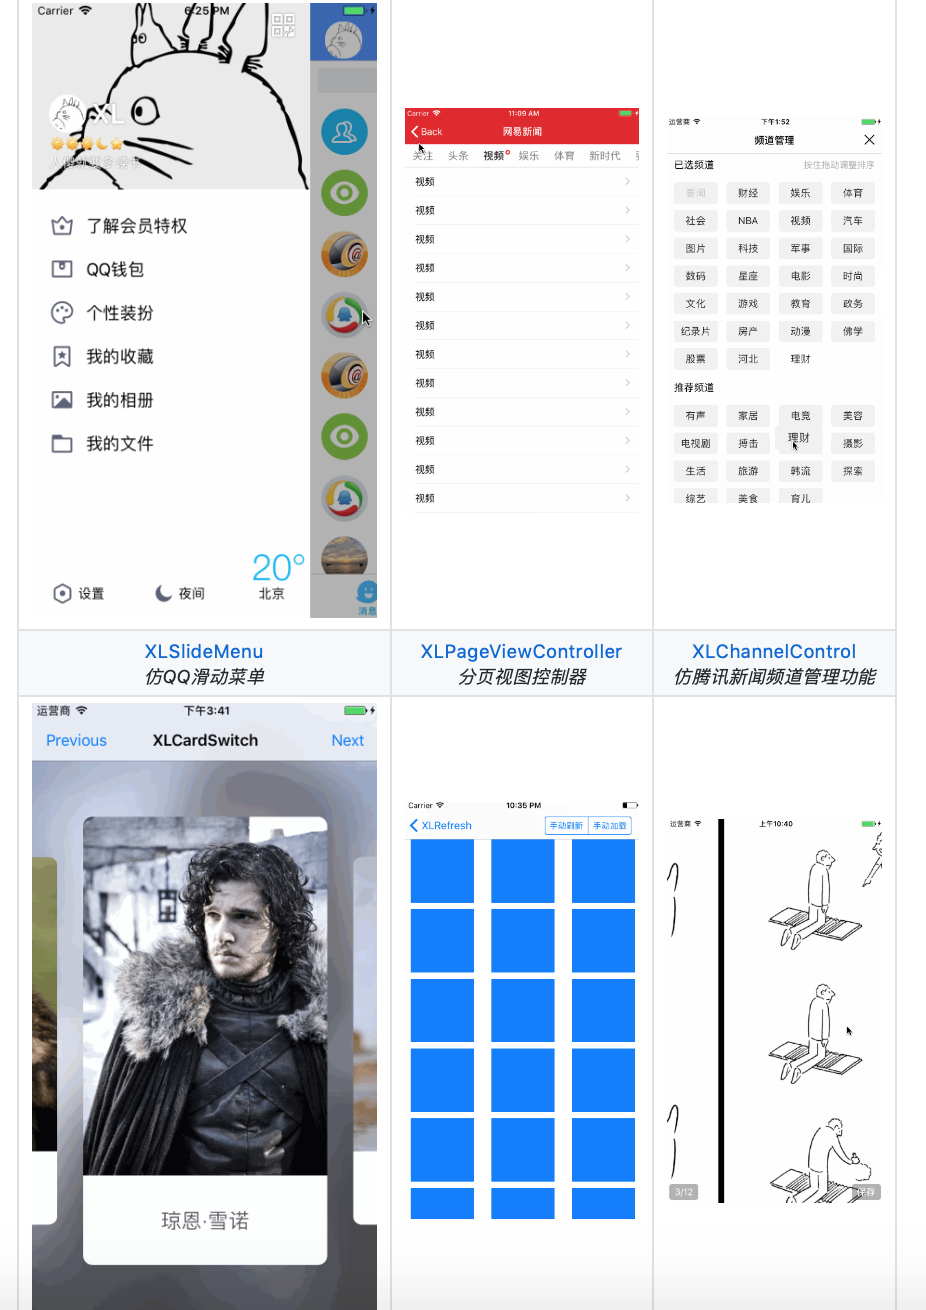 Carrier 6:25 PM
XL
了解会员特权
QQ钱包
个性装扮
我的收藏
我的相册
我的文件
20°
设置 夜间 北京
消息
Carrier 11:09 AM
Back 网易新闻
关注 头条 视频 娱乐 体育 新时代
视频
视频
视频
视频
视频
视频
视频
视频
视频
视频
视频
视频
运营商 下午1:52
频道管理
已选频道 按住拖动调整排序
要闻 财经 娱乐 体育
社会 NBA 视频 汽车
图片 科技 军事 国际
数码 星座 电影 时尚
文化 游戏 教育 政务
纪录片 房产 动漫 佛学
股票 河北 理财
推荐频道
有声 家居 电竞 美容
电视剧 搏击 理财 摄影
生活 旅游 韩流 探索
综艺 美食 育儿
XLSlideMenu
仿QQ滑动菜单
XLPageViewController
分页视图控制器
XLChannelControl
仿腾讯新闻频道管理功能
运营商 下午3:41
Previous XLCardSwitch Next
琼恩·雪诺
Carrier 10:35 PM
XLRefresh 手动刷新 手动加载
运营商 上午10:40
3/12 保存